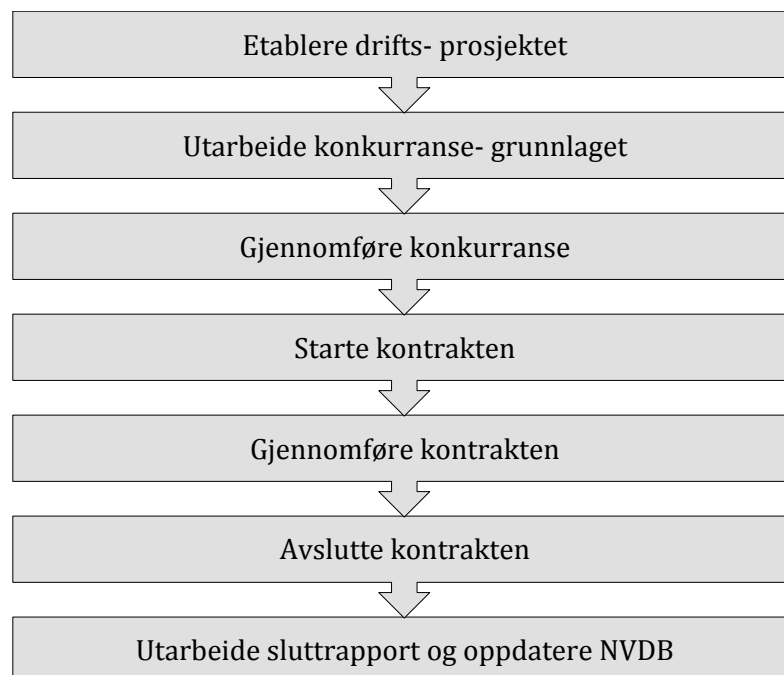 Etablere drifts- prosjektet
Utarbeide konkurranse- grunnlaget
Gjennomføre konkurranse
Starte kontrakten
Gjennomføre kontrakten
Avslutte kontrakten
Utarbeide sluttrapport og oppdatere NVDB